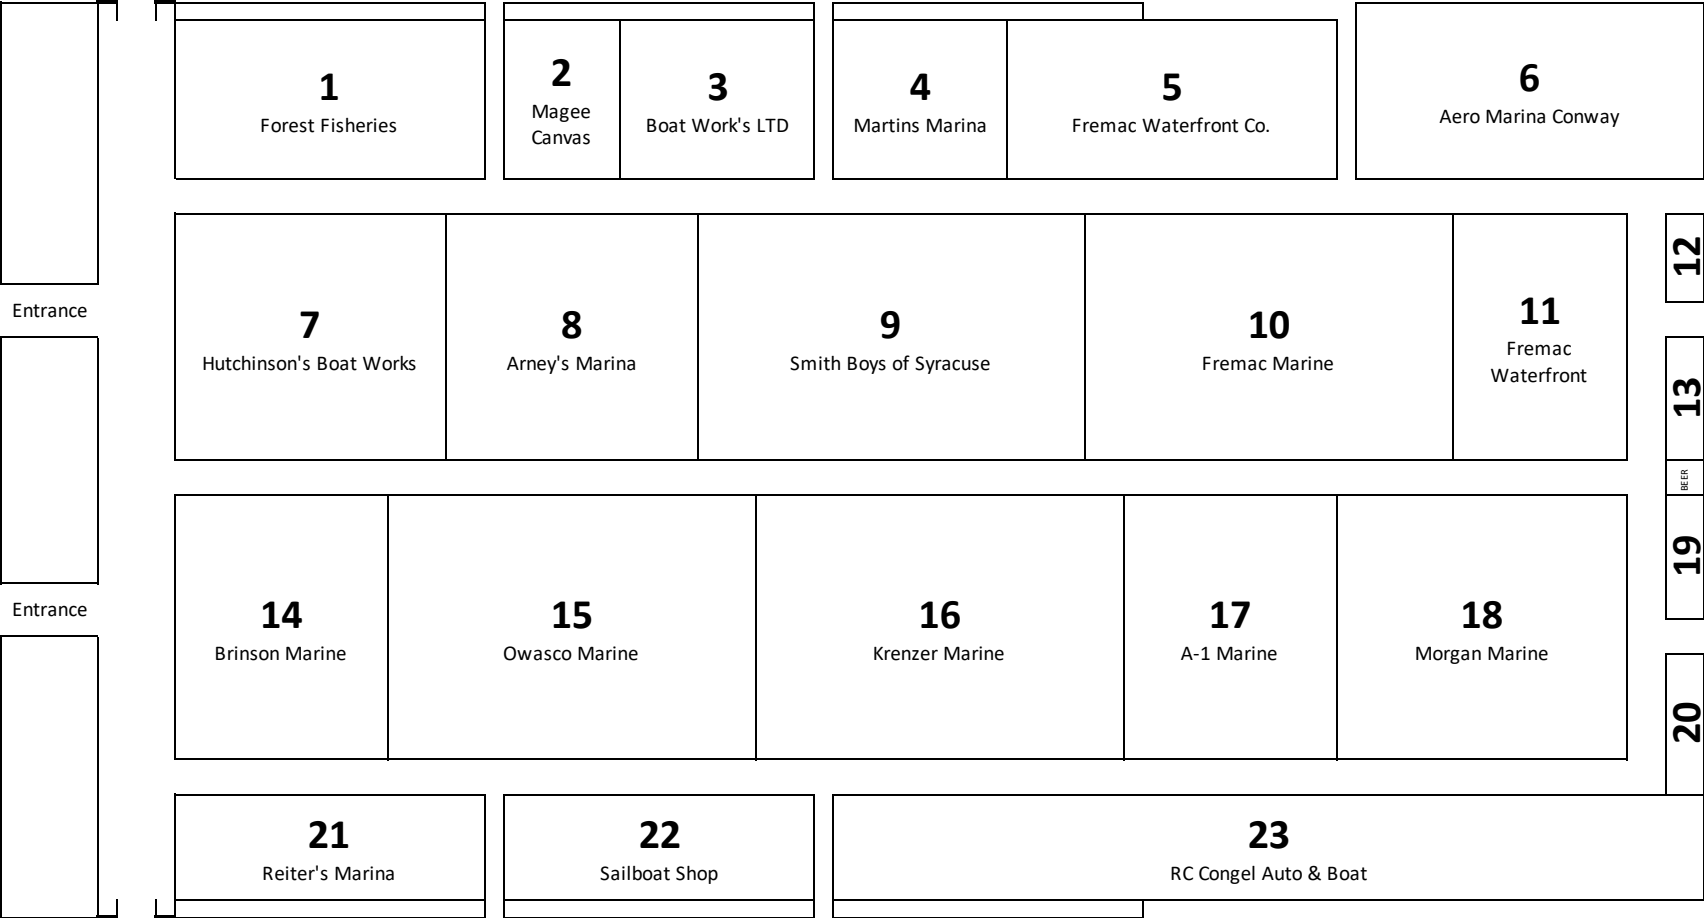 1
Forest Fisheries
2
Magee
Canvas
3
Boat Work's LTD
4
Martins Marina
5
Fremac Waterfront Co.
6
Aero Marina Conway
Entrance
7
Hutchinson's Boat Works
8
Arney's Marina
9
Smith Boys of Syracuse
10
Fremac Marine
11
Fremac
Waterfront
12
13
BEER
19
20
Entrance
14
Brinson Marine
15
Owasco Marine
16
Krenzer Marine
17
A-1 Marine
18
Morgan Marine
21
Reiter's Marina
22
Sailboat Shop
23
RC Congel Auto & Boat